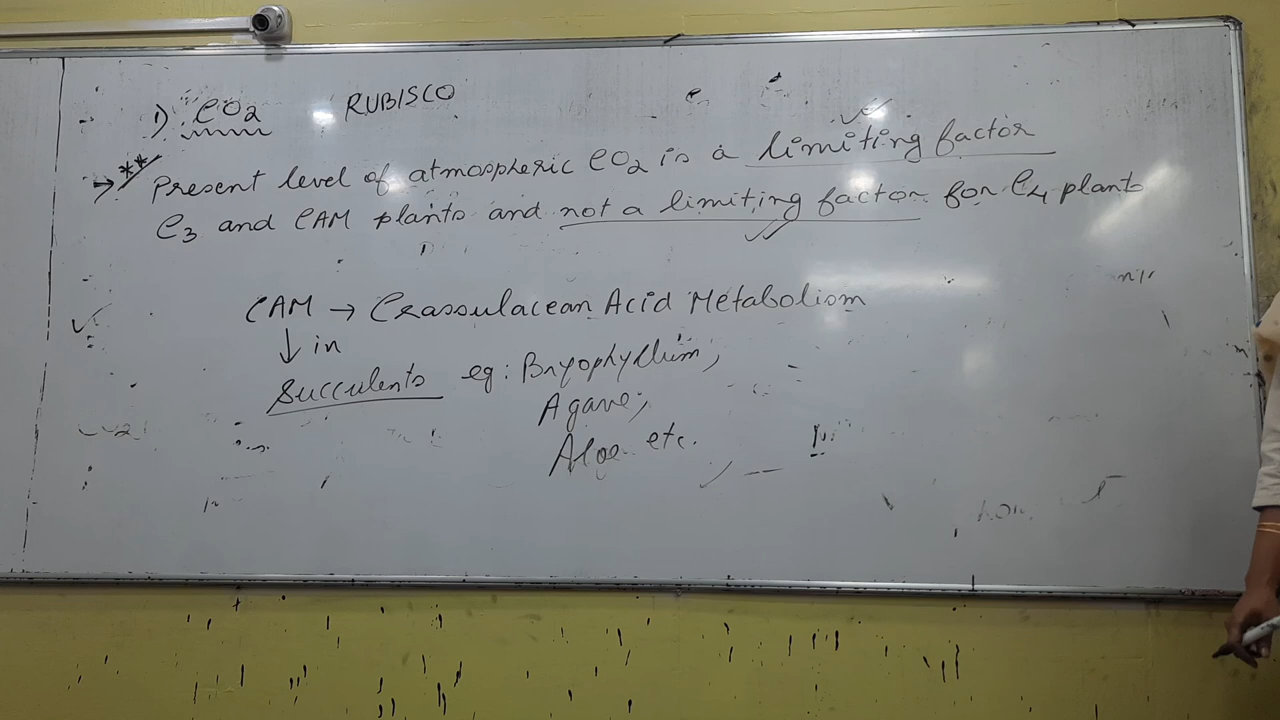 1) CO2 RUBISCO
→ ** Present level of atmospheric CO2 is a limiting factor
C3 and CAM plants and not a limiting factor for C4 plants
CAM → Crassulacean Acid Metabolism
↓ in
Succulents eg: Bryophyllum,
Agave,
Aloe etc.